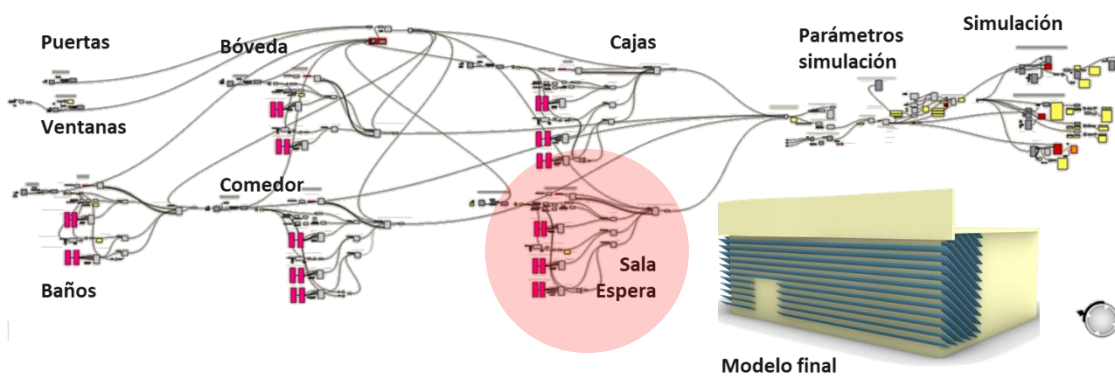 Puertas
Bóveda
Cajas
Parámetros
simulación
Simulación
Ventanas
Comedor
Baños
Sala
Espera
Modelo final